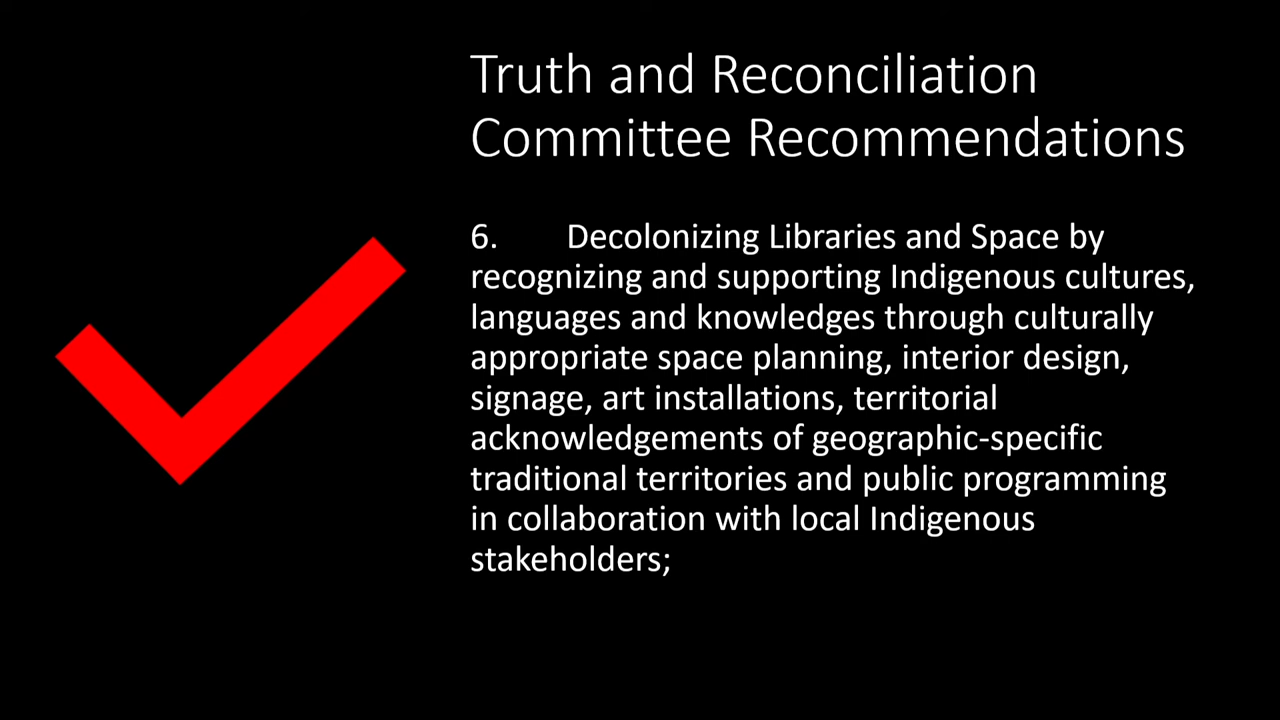 Truth and Reconciliation
Committee Recommendations
6. Decolonizing Libraries and Space by
recognizing and supporting Indigenous cultures,
languages and knowledges through culturally
appropriate space planning, interior design,
signage, art installations, territorial
acknowledgements of geographic-specific
traditional territories and public programming
in collaboration with local Indigenous
stakeholders;